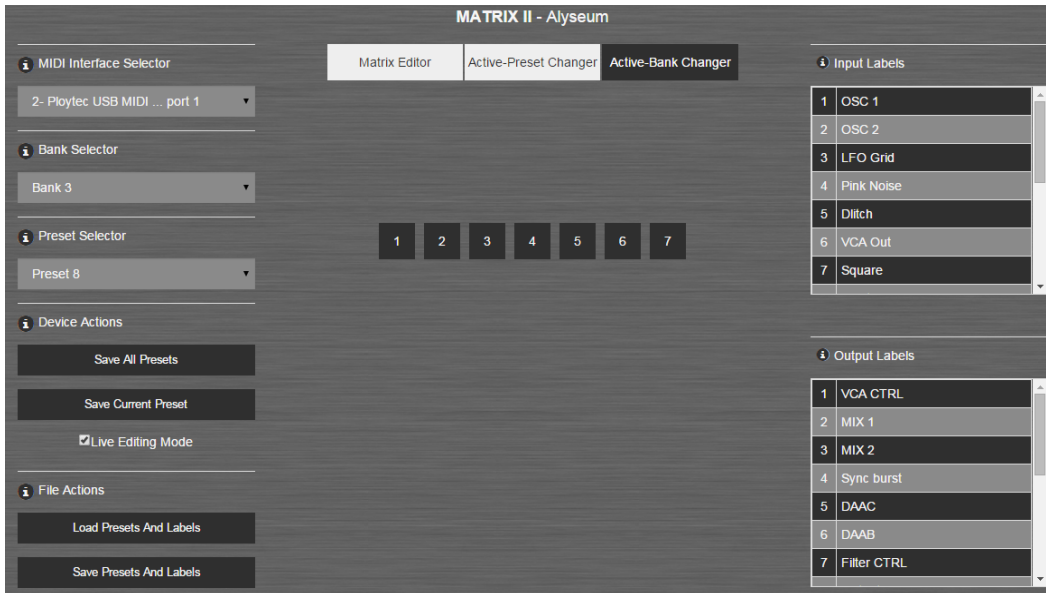 MATRIX II - Alyseum
MIDI Interface Selector
2- Ploytec USB MIDI ... port 1
Bank Selector
Bank 3
Preset Selector
Preset 8
Device Actions
Save All Presets
Save Current Preset
Live Editing Mode
File Actions
Load Presets And Labels
Save Presets And Labels
Matrix Editor Active-Preset Changer Active-Bank Changer
1 2 3 4 5 6 7
Input Labels
1 OSC 1
2 OSC 2
3 LFO Grid
4 Pink Noise
5 Dlitch
6 VCA Out
7 Square
Output Labels
1 VCA CTRL
2 MIX 1
3 MIX 2
4 Sync burst
5 DAAC
6 DAAB
7 Filter CTRL